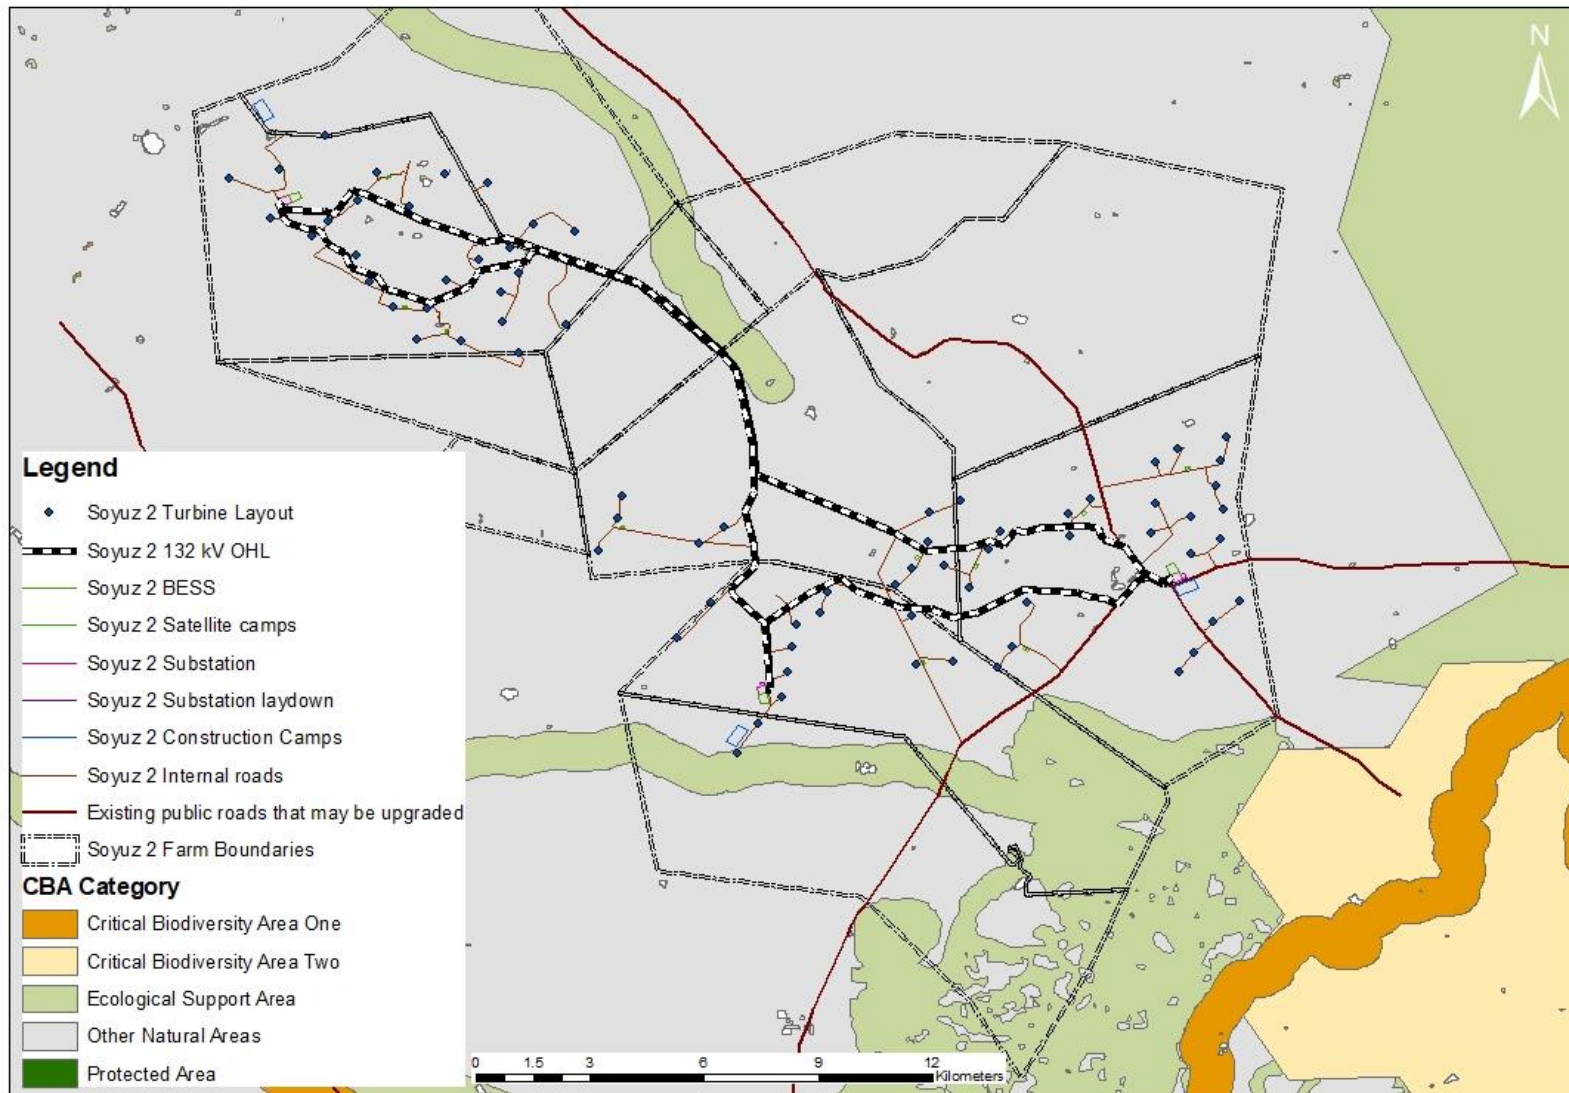 N
Legend
Soyuz 2 Turbine Layout
Soyuz 2 132 kV OHL
Soyuz 2 BESS
Soyuz 2 Satellite camps
Soyuz 2 Substation
Soyuz 2 Substation laydown
Soyuz 2 Construction Camps
Soyuz 2 Internal roads
Existing public roads that may be upgraded
Soyuz 2 Farm Boundaries
CBA Category
Critical Biodiversity Area One
Critical Biodiversity Area Two
Ecological Support Area
Other Natural Areas
Protected Area
0 1.5 3 6 9 12
Kilometers